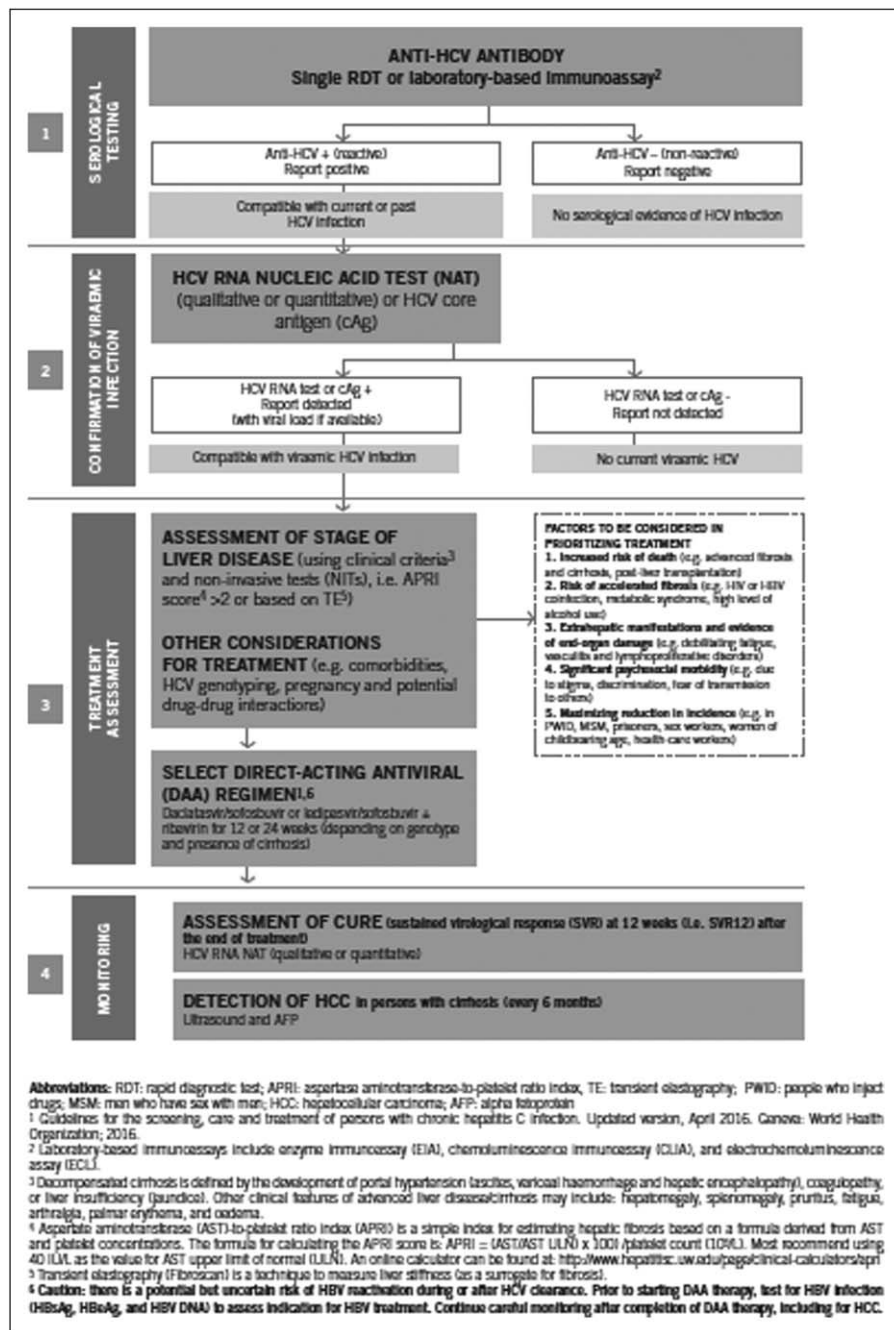 1
SEROLOGICAL
TESTING
ANTI-HCV ANTIBODY
Single RDT or laboratory-based immunoassay2
Anti-HCV + (reactive)
Report positive
Anti-HCV – (non-reactive)
Report negative
Compatible with current or past
HCV infection
No serological evidence of HCV infection
2
CONFIRMATION OF VIRAEMIC
INFECTION
HCV RNA NUCLEIC ACID TEST (NAT)
(qualitative or quantitative) or HCV core
antigen (cAg)
HCV RNA test or cAg +
Report detected
(with viral load if available)
HCV RNA test or cAg -
Report not detected
Compatible with viraemic HCV infection
No current viraemic HCV
3
TREATMENT
ASSESSMENT
ASSESSMENT OF STAGE OF
LIVER DISEASE (using clinical criteria3
and non-invasive tests (NITs), i.e. APRI
score4 >2 or based on TE5)
OTHER CONSIDERATIONS
FOR TREATMENT (e.g. comorbidities,
HCV genotyping, pregnancy and potential
drug-drug interactions)
FACTORS TO BE CONSIDERED IN
PRIORITIZING TREATMENT
1. Increased risk of death (e.g. advanced fibrosis
and cirrhosis, post-liver transplantation)
2. Risk of accelerated fibrosis (e.g. HIV or HBV
coinfection, metabolic syndrome, high level of
alcohol use)
3. Extrahepatic manifestations and evidence
of end-organ damage (e.g. debilitating fatigue,
vasculitis and lymphoproliferative disorders)
4. Significant psychosocial morbidity (e.g. due
to stigma, discrimination, fear of transmission
to others)
5. Maximizing reduction in incidence (e.g. in
PWID, MSM, prisoners, sex workers, women of
childbearing age, health-care workers)
SELECT DIRECT-ACTING ANTIVIRAL
(DAA) REGIMEN1,6
Daclatasvir/sofosbuvir or ledipasvir/sofosbuvir ±
ribavirin for 12 or 24 weeks (depending on genotype
and presence of cirrhosis)
4
MONITORING
ASSESSMENT OF CURE (sustained virological response (SVR) at 12 weeks (i.e. SVR12) after
the end of treatment)
HCV RNA NAT (qualitative or quantitative)
DETECTION OF HCC in persons with cirrhosis (every 6 months)
Ultrasound and AFP
Abbreviations: RDT: rapid diagnostic test; APRI: aspertase aminotransferase-to-platelet ratio index, TE: transient elastography; PWID: people who inject
drugs; MSM: men who have sex with men; HCC: hepatocellular carcinoma; AFP: alpha fetoprotein
1 Guidelines for the screening, care and treatment of persons with chronic hepatitis C infection. Updated version, April 2016. Geneva: World Health
Organization; 2016.
2 Laboratory-based immunoassays include enzyme immunoassay (EIA), chemoluminescence immunoassay (CLIA), and electrochemoluminescence
assay (ECL).
3 Decompensated cirrhosis is defined by the development of portal hypertension (ascites, variceal haemorrhage and hepatic encephalopathy), coagulopathy,
or liver insufficiency (jaundice). Other clinical features of advanced liver disease/cirrhosis may include: hepatomegaly, splenomegaly, pruritus, fatigue,
arthralgia, palmar erythema, and oedema.
4 Aspartate aminotransferase (AST)-to-platelet ratio index (APRI) is a simple index for estimating hepatic fibrosis based on a formula derived from AST
and platelet concentrations. The formula for calculating the APRI score is: APRI = (AST/AST ULN) x 100) /platelet count (109/L). Most recommend using
40 IU/L as the value for AST upper limit of normal (ULN). An online calculator can be found at: http://www.hepatitisc.uw.edu/page/clinical-calculators/apri
5 Transient elastography (Fibroscan) is a technique to measure liver stiffness (as a surrogate for fibrosis).
6 Caution: there is a potential but uncertain risk of HBV reactivation during or after HCV clearance. Prior to starting DAA therapy, test for HBV infection
(HBsAg, HBeAg, and HBV DNA) to assess indication for HBV treatment. Continue careful monitoring after completion of DAA therapy, including for HCC.